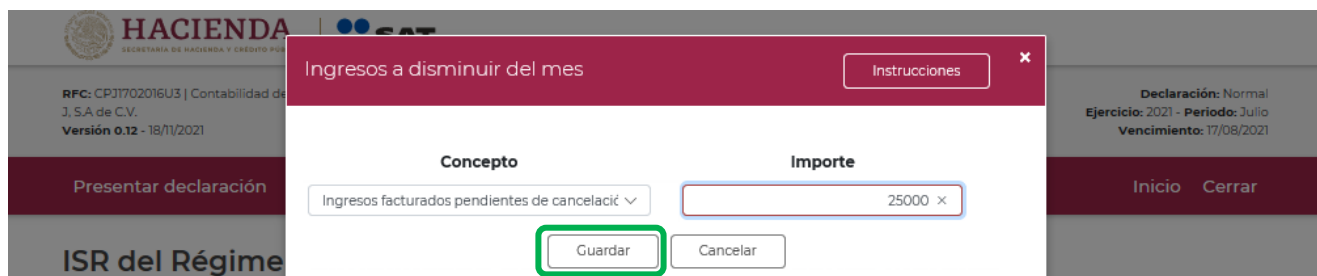 HACIENDA
SECRETARÍA DE HACIENDA Y CRÉDITO
SAT
Ingresos a disminuir del mes
Instrucciones
×
RFC: CPJ1702016U3 | Contabilidad de
J, S.A de C.V.
Versión 0.12 - 18/11/2021
Declaración: Normal
Ejercicio: 2021 - Periodo: Julio
Vencimiento: 17/08/2021
Concepto
Importe
Presentar declaración
Inicio
Cerrar
Ingresos facturados pendientes de cancelació
25000 ×
Guardar
Cancelar
ISR del Régime